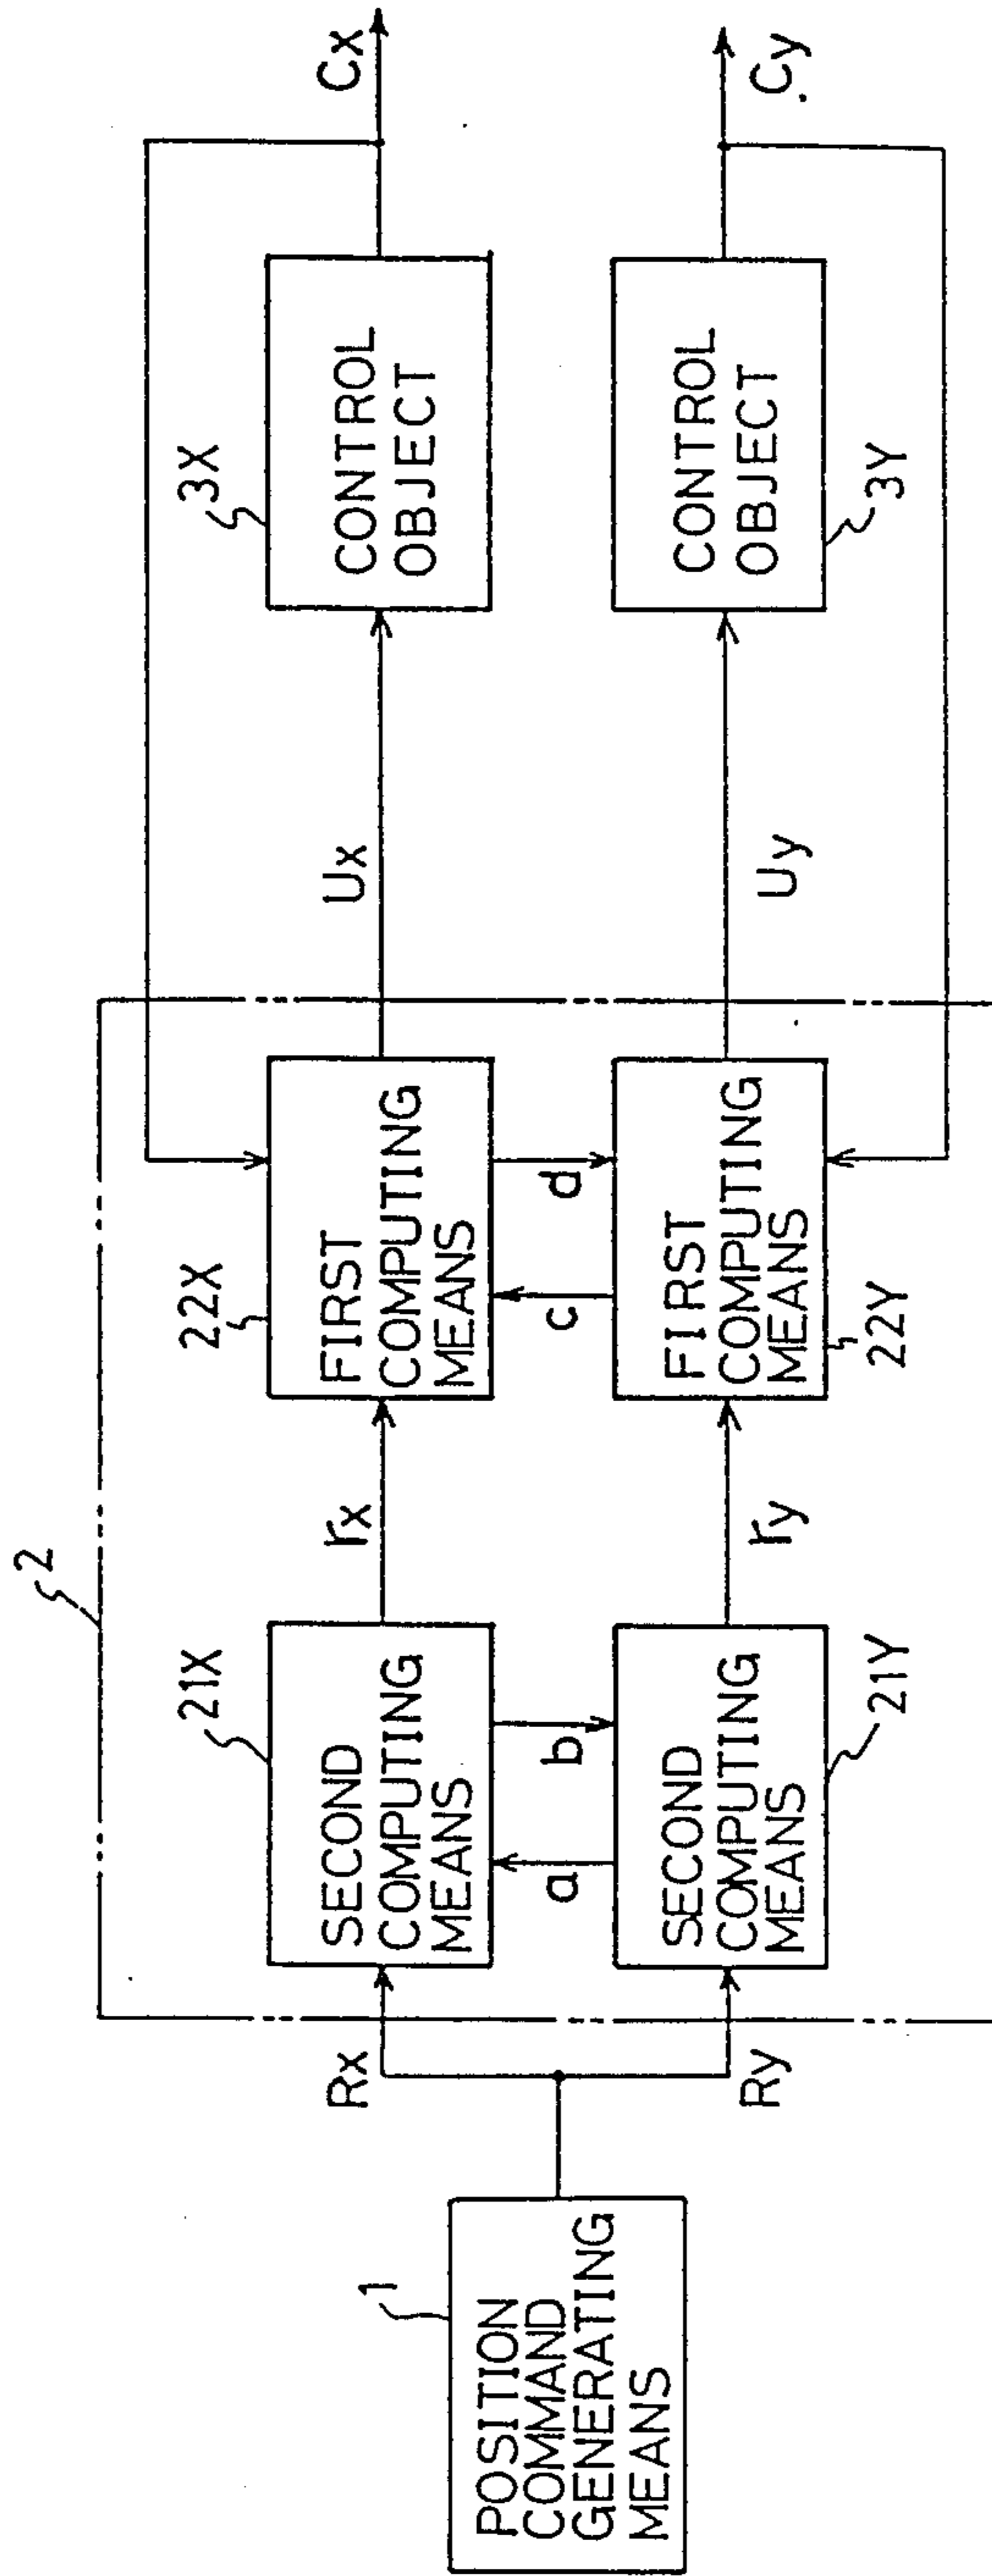 1
POSITION
COMMAND
GENERATING
MEANS
Rx
Ry
2
21X
SECOND
COMPUTING
MEANS
a
b
SECOND
COMPUTING
MEANS
21Y
rx
ry
22X
FIRST
COMPUTING
MEANS
c
d
FIRST
COMPUTING
MEANS
22Y
Ux
Uy
3X
CONTROL
OBJECT
CONTROL
OBJECT
3Y
Cx
Cy